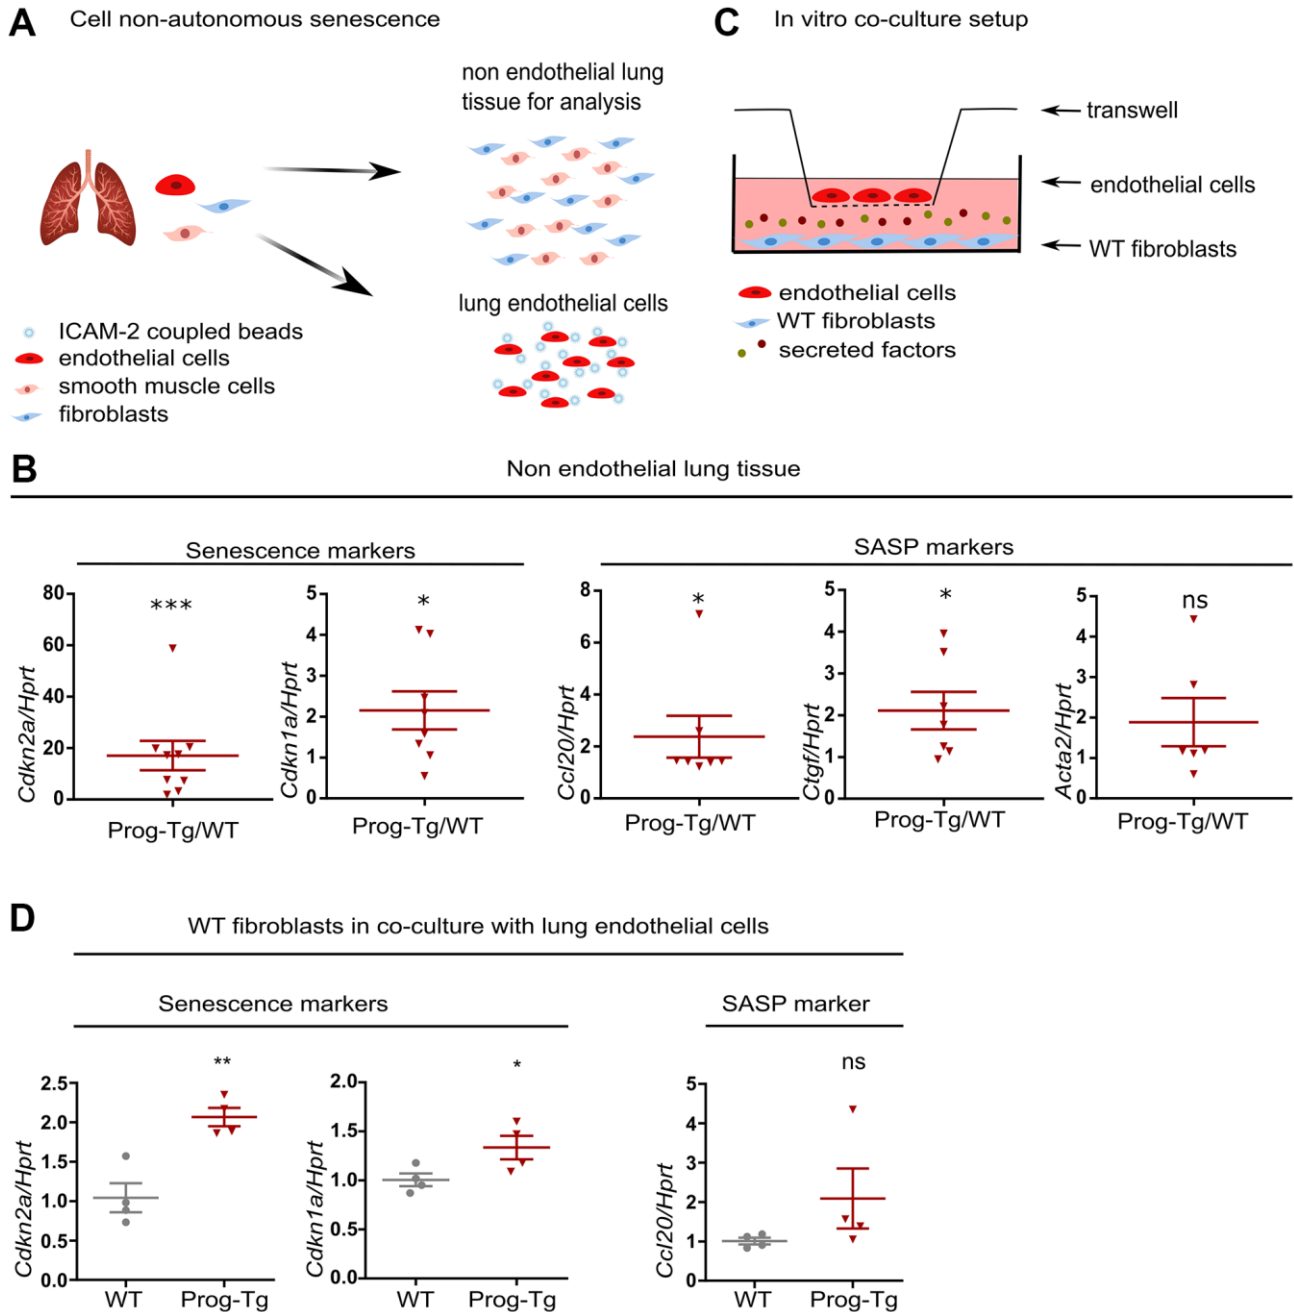 A Cell non-autonomous senescence
non endothelial lung
tissue for analysis
lung endothelial cells
ICAM-2 coupled beads
endothelial cells
smooth muscle cells
fibroblasts
C In vitro co-culture setup
transwell
endothelial cells
WT fibroblasts
endothelial cells
WT fibroblasts
secreted factors
B Non endothelial lung tissue
Senescence markers
SASP markers
Cdkn2a/Hprt
80
60
40
20
0
***
Prog-Tg/WT
Cdkn1a/Hprt
5
4
3
2
1
0
*
Prog-Tg/WT
Ccl20/Hprt
8
6
4
2
0
*
Prog-Tg/WT
Ctgf/Hprt
5
4
3
2
1
0
*
Prog-Tg/WT
Acta2/Hprt
5
4
3
2
1
0
ns
Prog-Tg/WT
D WT fibroblasts in co-culture with lung endothelial cells
Senescence markers
SASP marker
Cdkn2a/Hprt
2.5
2.0
1.5
1.0
0.5
0.0
**
WT Prog-Tg
Cdkn1a/Hprt
2.0
1.5
1.0
0.5
0.0
*
WT Prog-Tg
Ccl20/Hprt
5
4
3
2
1
0
ns
WT Prog-Tg